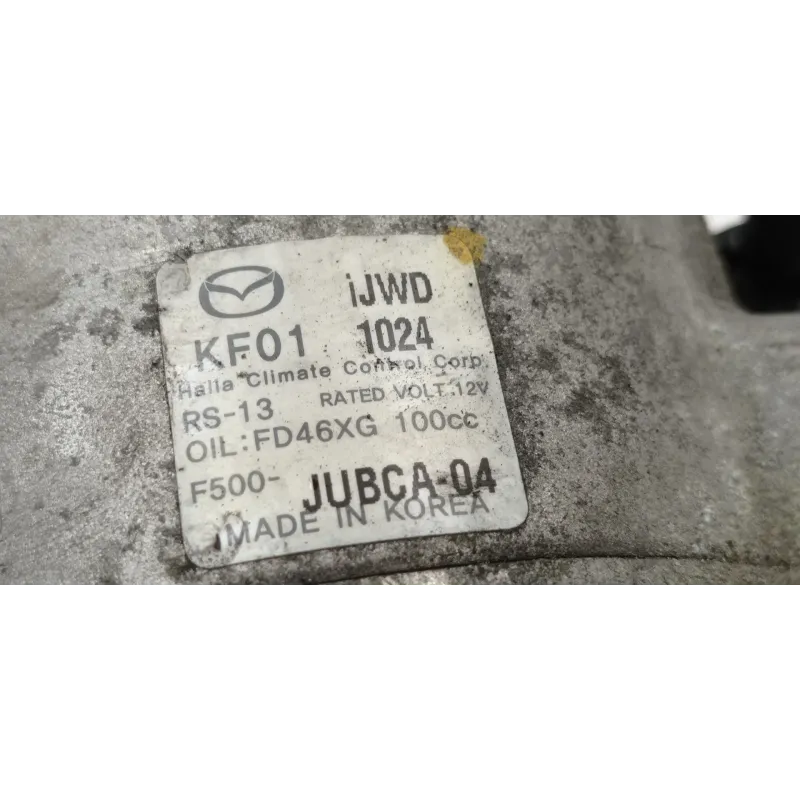 iJWD
KF01 1024
Halla Climate Control Corp.
RS-13 RATED VOLT.12V
OIL:FD46XG 100cc
F500- JUBCA-04
MADE IN KOREA